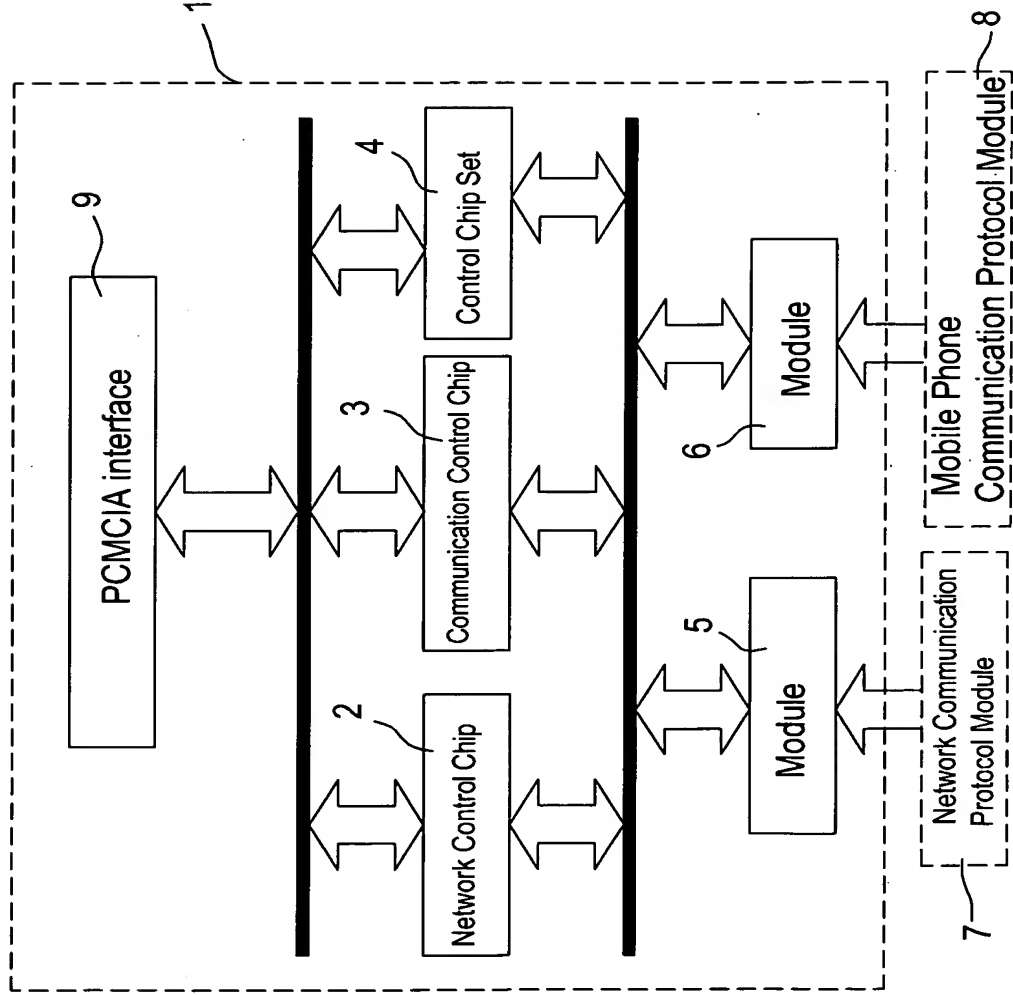 1
9
PCMCIA interface
4
Control Chip Set
3
Communication Control Chip
2
Network Control Chip
6
Module
5
Module
8
Mobile Phone
Communication Protocol Module
7
Network Communication
Protocol Module